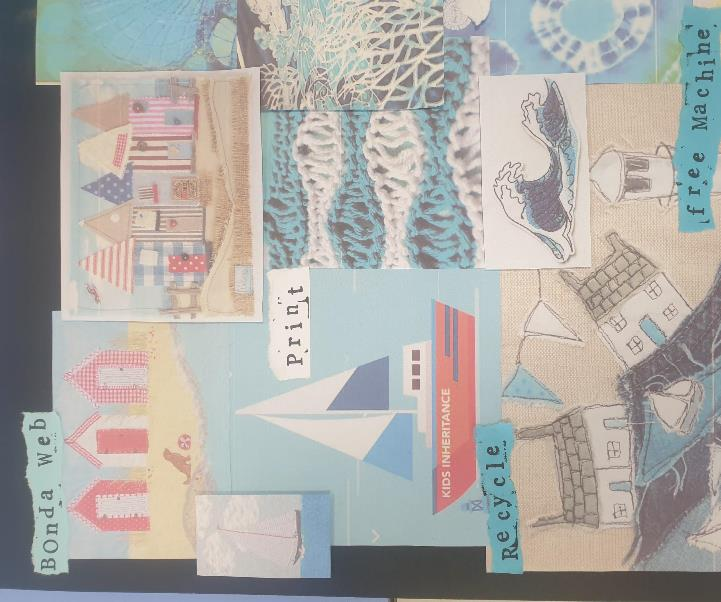 free Machine
Print
Bonda Web
KIDS INHERITANCE
Recycle